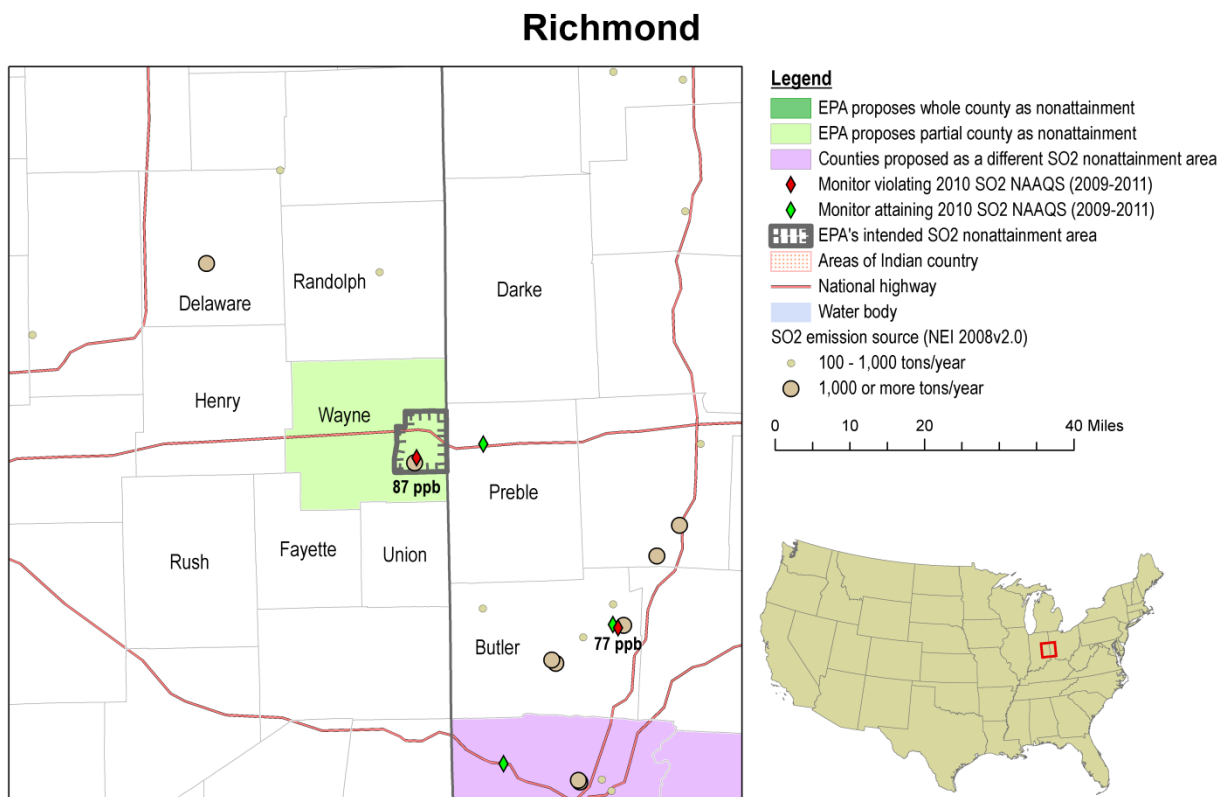 Richmond
Delaware
Randolph
Darke
Henry
Wayne
87 ppb
Preble
Rush
Fayette
Union
Butler
77 ppb
Legend
EPA proposes whole county as nonattainment
EPA proposes partial county as nonattainment
Counties proposed as a different SO2 nonattainment area
Monitor violating 2010 SO2 NAAQS (2009-2011)
Monitor attaining 2010 SO2 NAAQS (2009-2011)
EPA's intended SO2 nonattainment area
Areas of Indian country
National highway
Water body
SO2 emission source (NEI 2008v2.0)
100 - 1,000 tons/year
1,000 or more tons/year
0 10 20 40 Miles